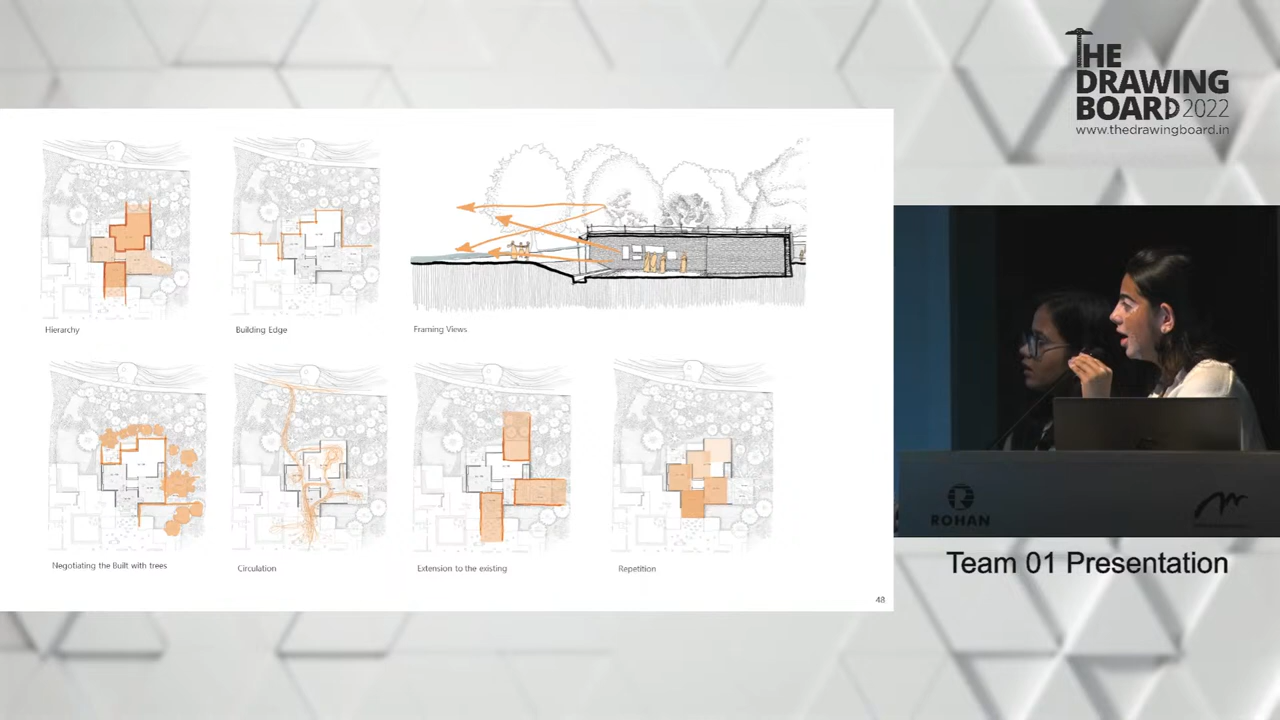 THE
DRAWING
BOARD 2022
www.thedrawingboard.in
Hierarchy
Building Edge
Framing Views
Negotiating the Built with trees
Circulation
Extension to the existing
Repetition
48
ROHAN
Team 01 Presentation